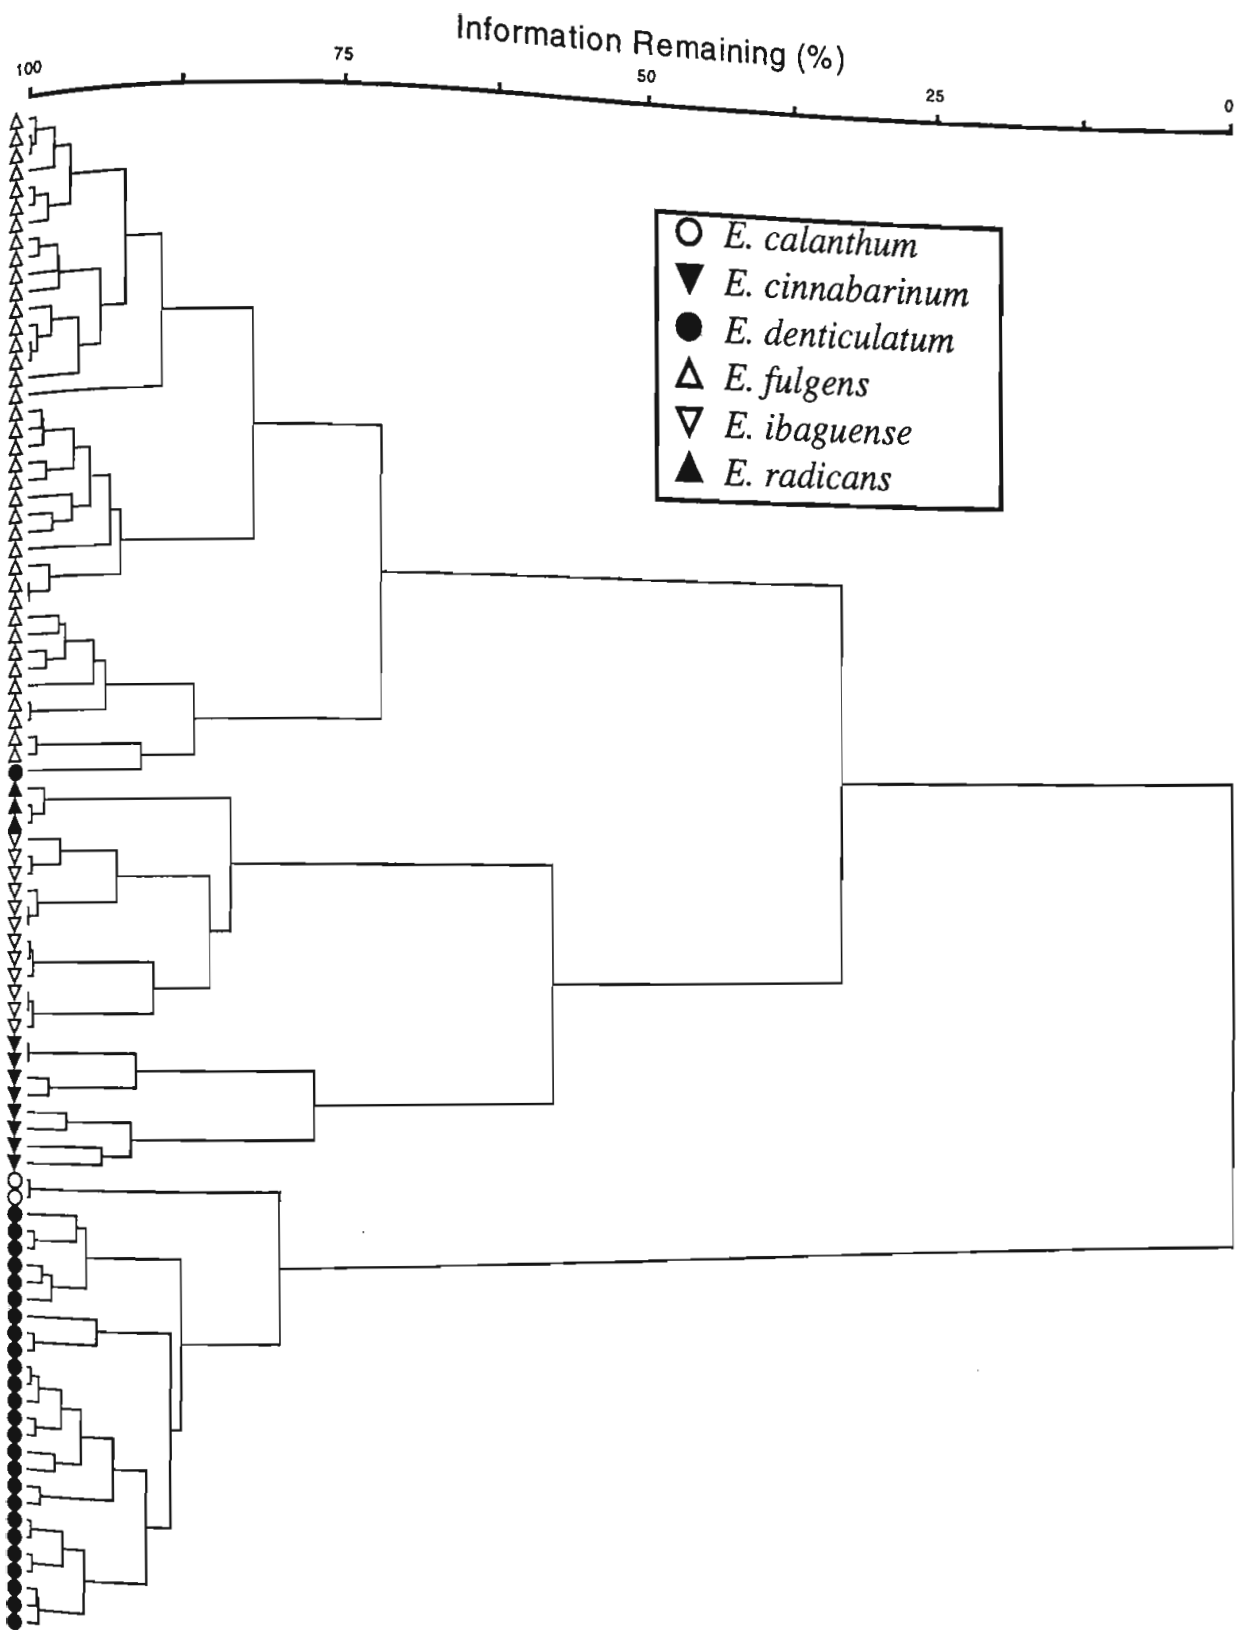 Information Remaining (%)
100
75
50
25
0
E. calanthum
E. cinnabarinum
E. denticulatum
E. fulgens
E. ibaguense
E. radicans